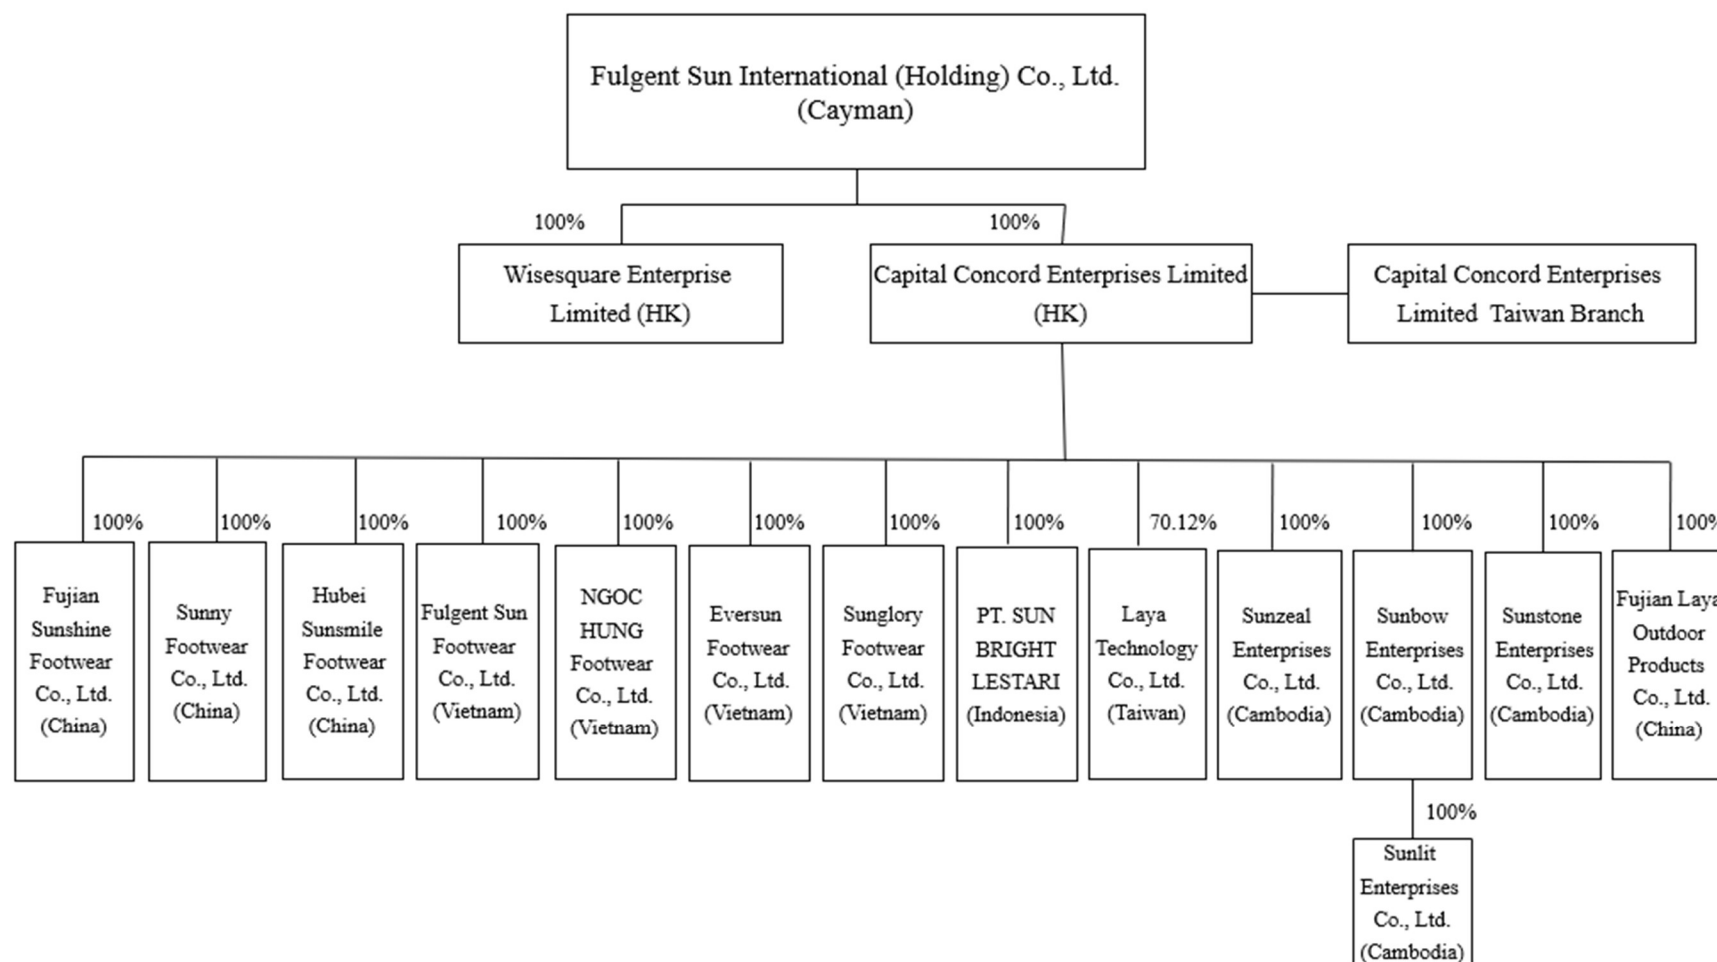 Fulgent Sun International (Holding) Co., Ltd.
(Cayman)
100%
100%
Wisesquare Enterprise
Limited (HK)
Capital Concord Enterprises Limited
(HK)
Capital Concord Enterprises
Limited Taiwan Branch
100%
100%
100%
100%
100%
100%
100%
100%
70.12%
100%
100%
100%
100%
Fujian
Sunshine
Footwear
Co., Ltd.
(China)
Sunny
Footwear
Co., Ltd.
(China)
Hubei
Sunsmile
Footwear
Co., Ltd.
(China)
Fulgent Sun
Footwear
Co., Ltd.
(Vietnam)
NGOC
HUNG
Footwear
Co., Ltd.
(Vietnam)
Eversun
Footwear
Co., Ltd.
(Vietnam)
Sunglory
Footwear
Co., Ltd.
(Vietnam)
PT. SUN
BRIGHT
LESTARI
(Indonesia)
Laya
Technology
Co., Ltd.
(Taiwan)
Sunzeal
Enterprises
Co., Ltd.
(Cambodia)
Sunbow
Enterprises
Co., Ltd.
(Cambodia)
Sunstone
Enterprises
Co., Ltd.
(Cambodia)
Fujian Laya
Outdoor
Products
Co., Ltd.
(China)
100%
Sunlit
Enterprises
Co., Ltd.
(Cambodia)